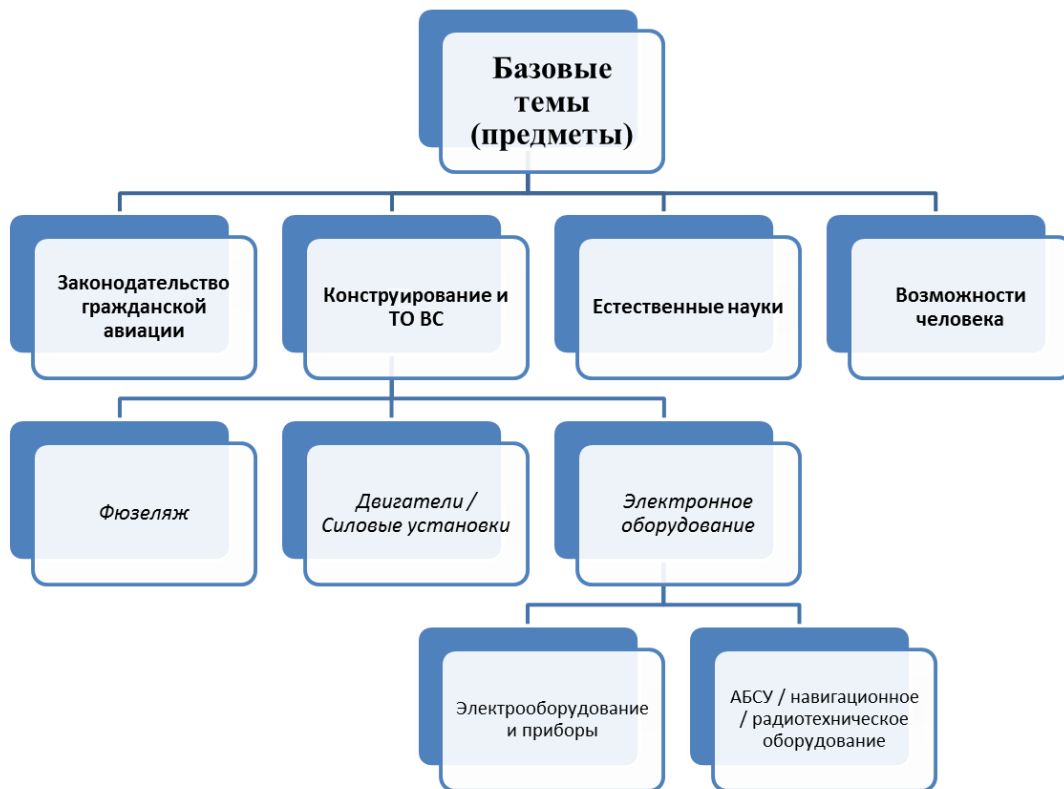 Базовые
темы
(предметы)
Законодательство
гражданской
авиации
Конструирование и
ТО ВС
Естественные науки
Возможности
человека
Фюзеляж
Двигатели /
Силовые установки
Электронное
оборудование
Электрооборудование
и приборы
АБСУ / навигационное
/ радиотехническое
оборудование